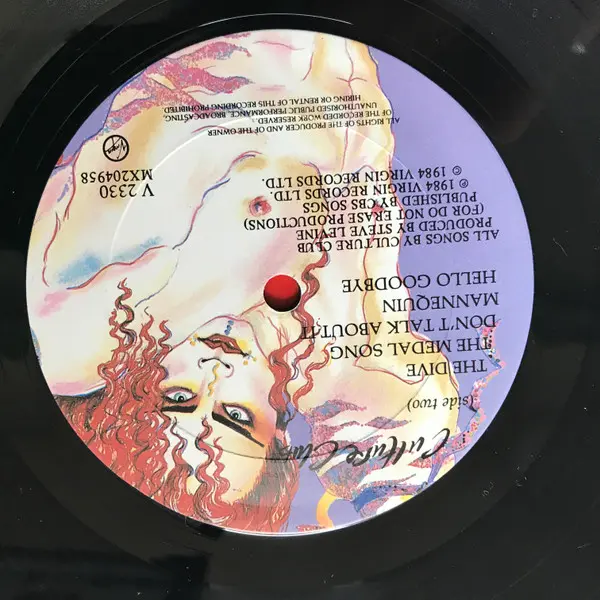 Culture Club
(side two)
THE DIVE
THE MEDAL SONG
DON'T TALK ABOUT IT
MANNEQUIN
HELLO GOODBYE
ALL SONGS BY CULTURE CLUB
PRODUCED BY STEVE LEVINE
(FOR DO NOT ERASE PRODUCTIONS)
PUBLISHED BY CBS SONGS
℗ 1984 VIRGIN RECORDS LTD.
© 1984 VIRGIN RECORDS LTD.
V 2330
MX204958
Virgin
ALL RIGHTS OF THE PRODUCER AND OF THE OWNER
OF THE RECORDED WORK RESERVED.
UNAUTHORISED PUBLIC PERFORMANCE, BROADCASTING,
HIRING OR RENTAL OF THIS RECORDING PROHIBITED